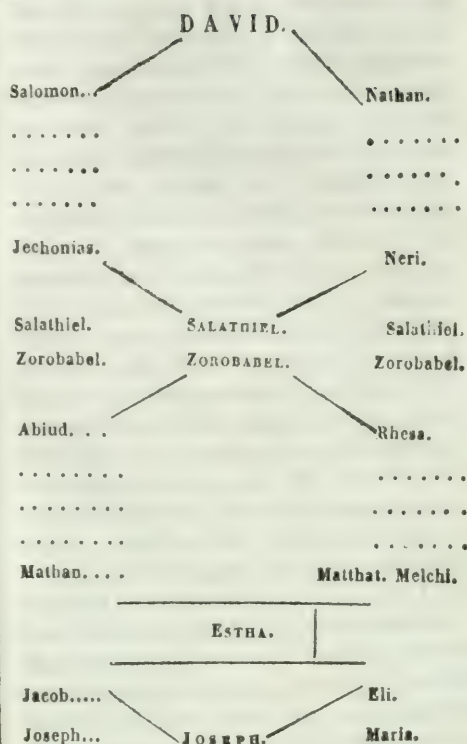 DAVID.
Salomon... Nathan.
. . . . . . . . . . . . . .
. . . . . . . . . . . . . .
. . . . . . . . . . . . . .
Jechonias. Neri.
Salathiel. SALATHIEL. Salathiel.
Zorobabel. ZOROBABEL. Zorobabel.
Abiud. . . Rhesa.
. . . . . . . . . . . . . .
. . . . . . . . . . . . . .
. . . . . . . . . . . . . .
Mathan. . . . Matthat. Melchi.
ESTHA.
Jacob..... Eli.
Joseph... JOSEPH. Maria.